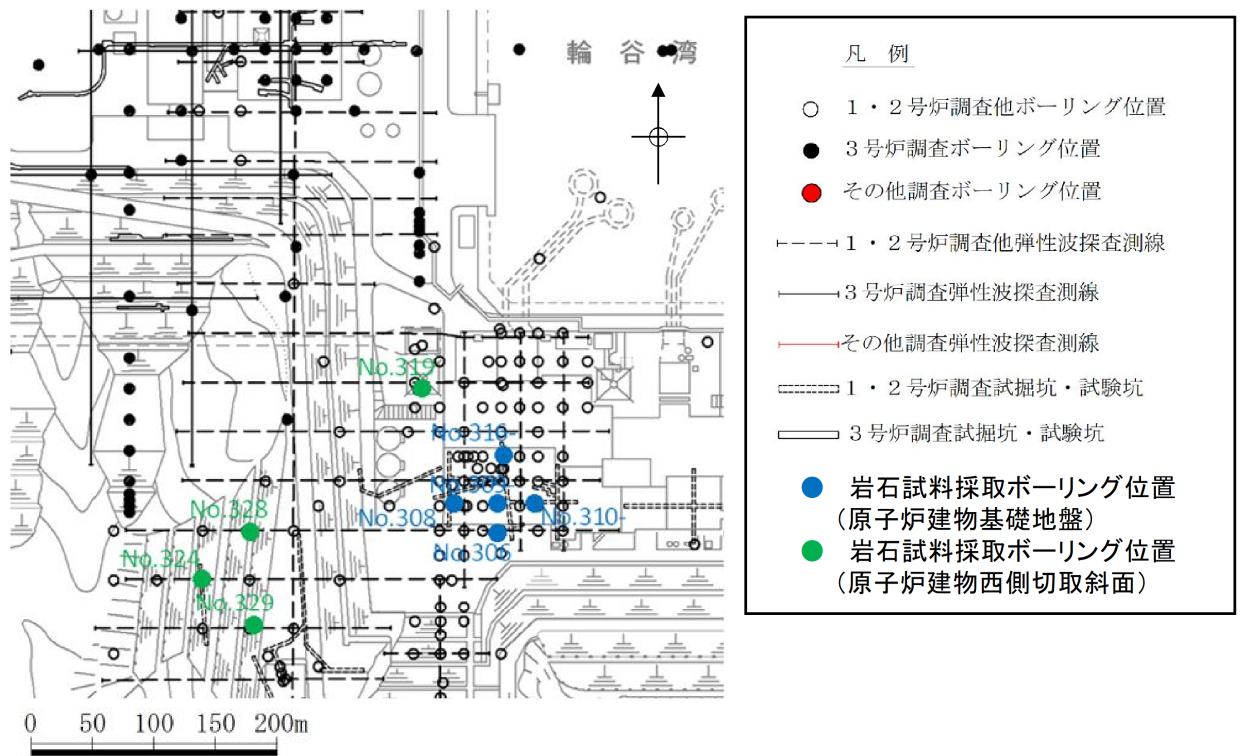 輪谷湾
No.319
No.316-
No.309
No.308
No.310-
No.306
No.328
No.324
No.329
0 50 100 150 200m
凡 例
1・2号炉調査他ボーリング位置
3号炉調査ボーリング位置
その他調査ボーリング位置
1・2号炉調査他弾性波探査測線
3号炉調査弾性波探査測線
その他調査弾性波探査測線
1・2号炉調査試掘坑・試験坑
3号炉調査試掘坑・試験坑
岩石試料採取ボーリング位置
(原子炉建物基礎地盤)
岩石試料採取ボーリング位置
(原子炉建物西側切取斜面)